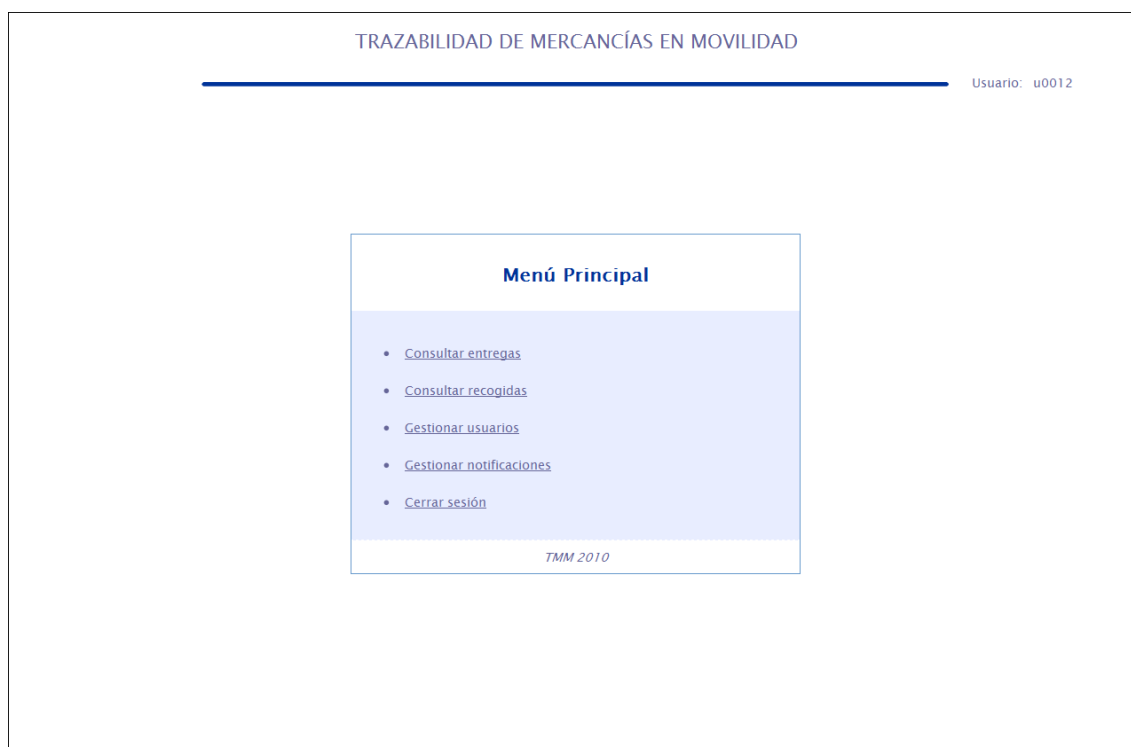 TRAZABILIDAD DE MERCANCÍAS EN MOVILIDAD
Usuario: u0012
Menú Principal
Consultar entregas
Consultar recogidas
Gestionar usuarios
Gestionar notificaciones
Cerrar sesión
TMM 2010